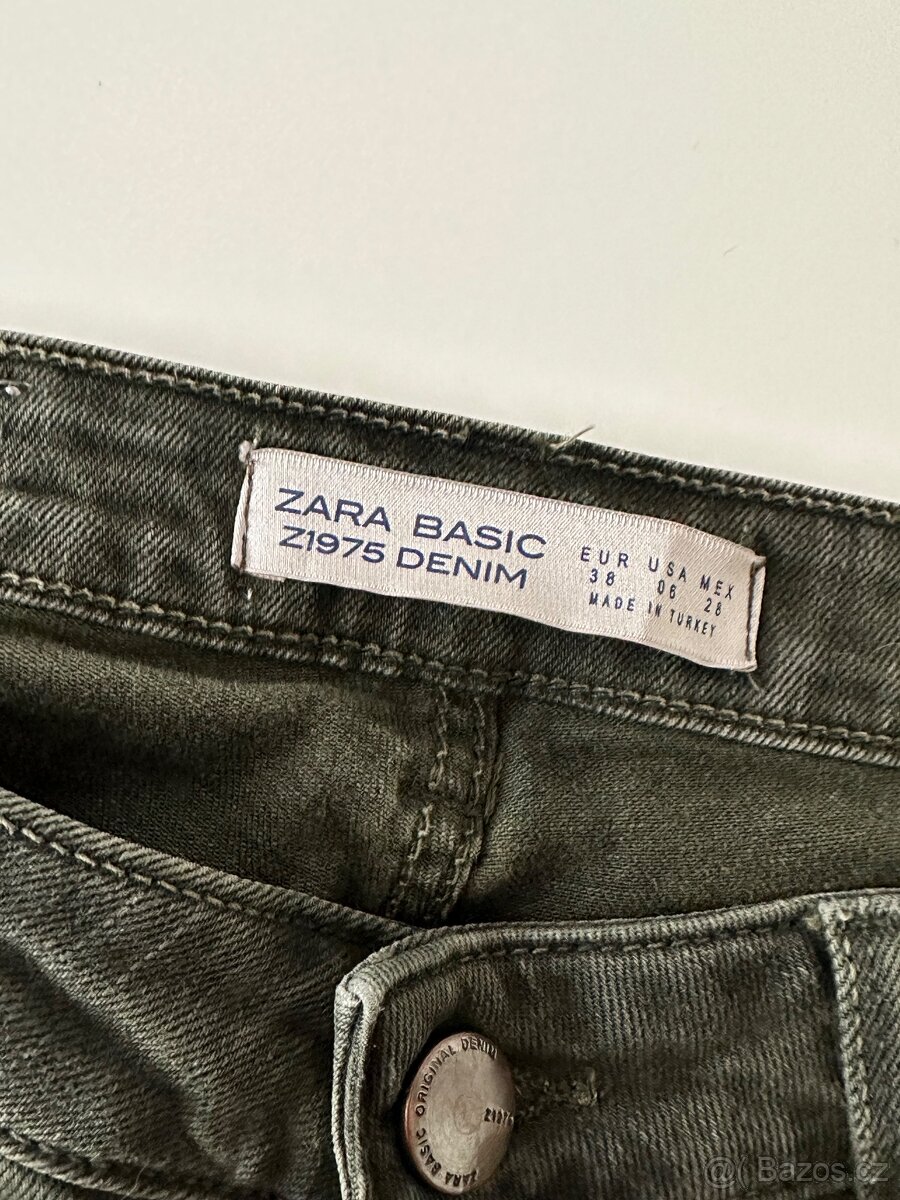 ZARA BASIC
Z1975 DENIM
EUR USA MEX
38 06 28
MADE IN TURKEY
ZARA BASIC ORIGINAL DENIM
Bazos.cz